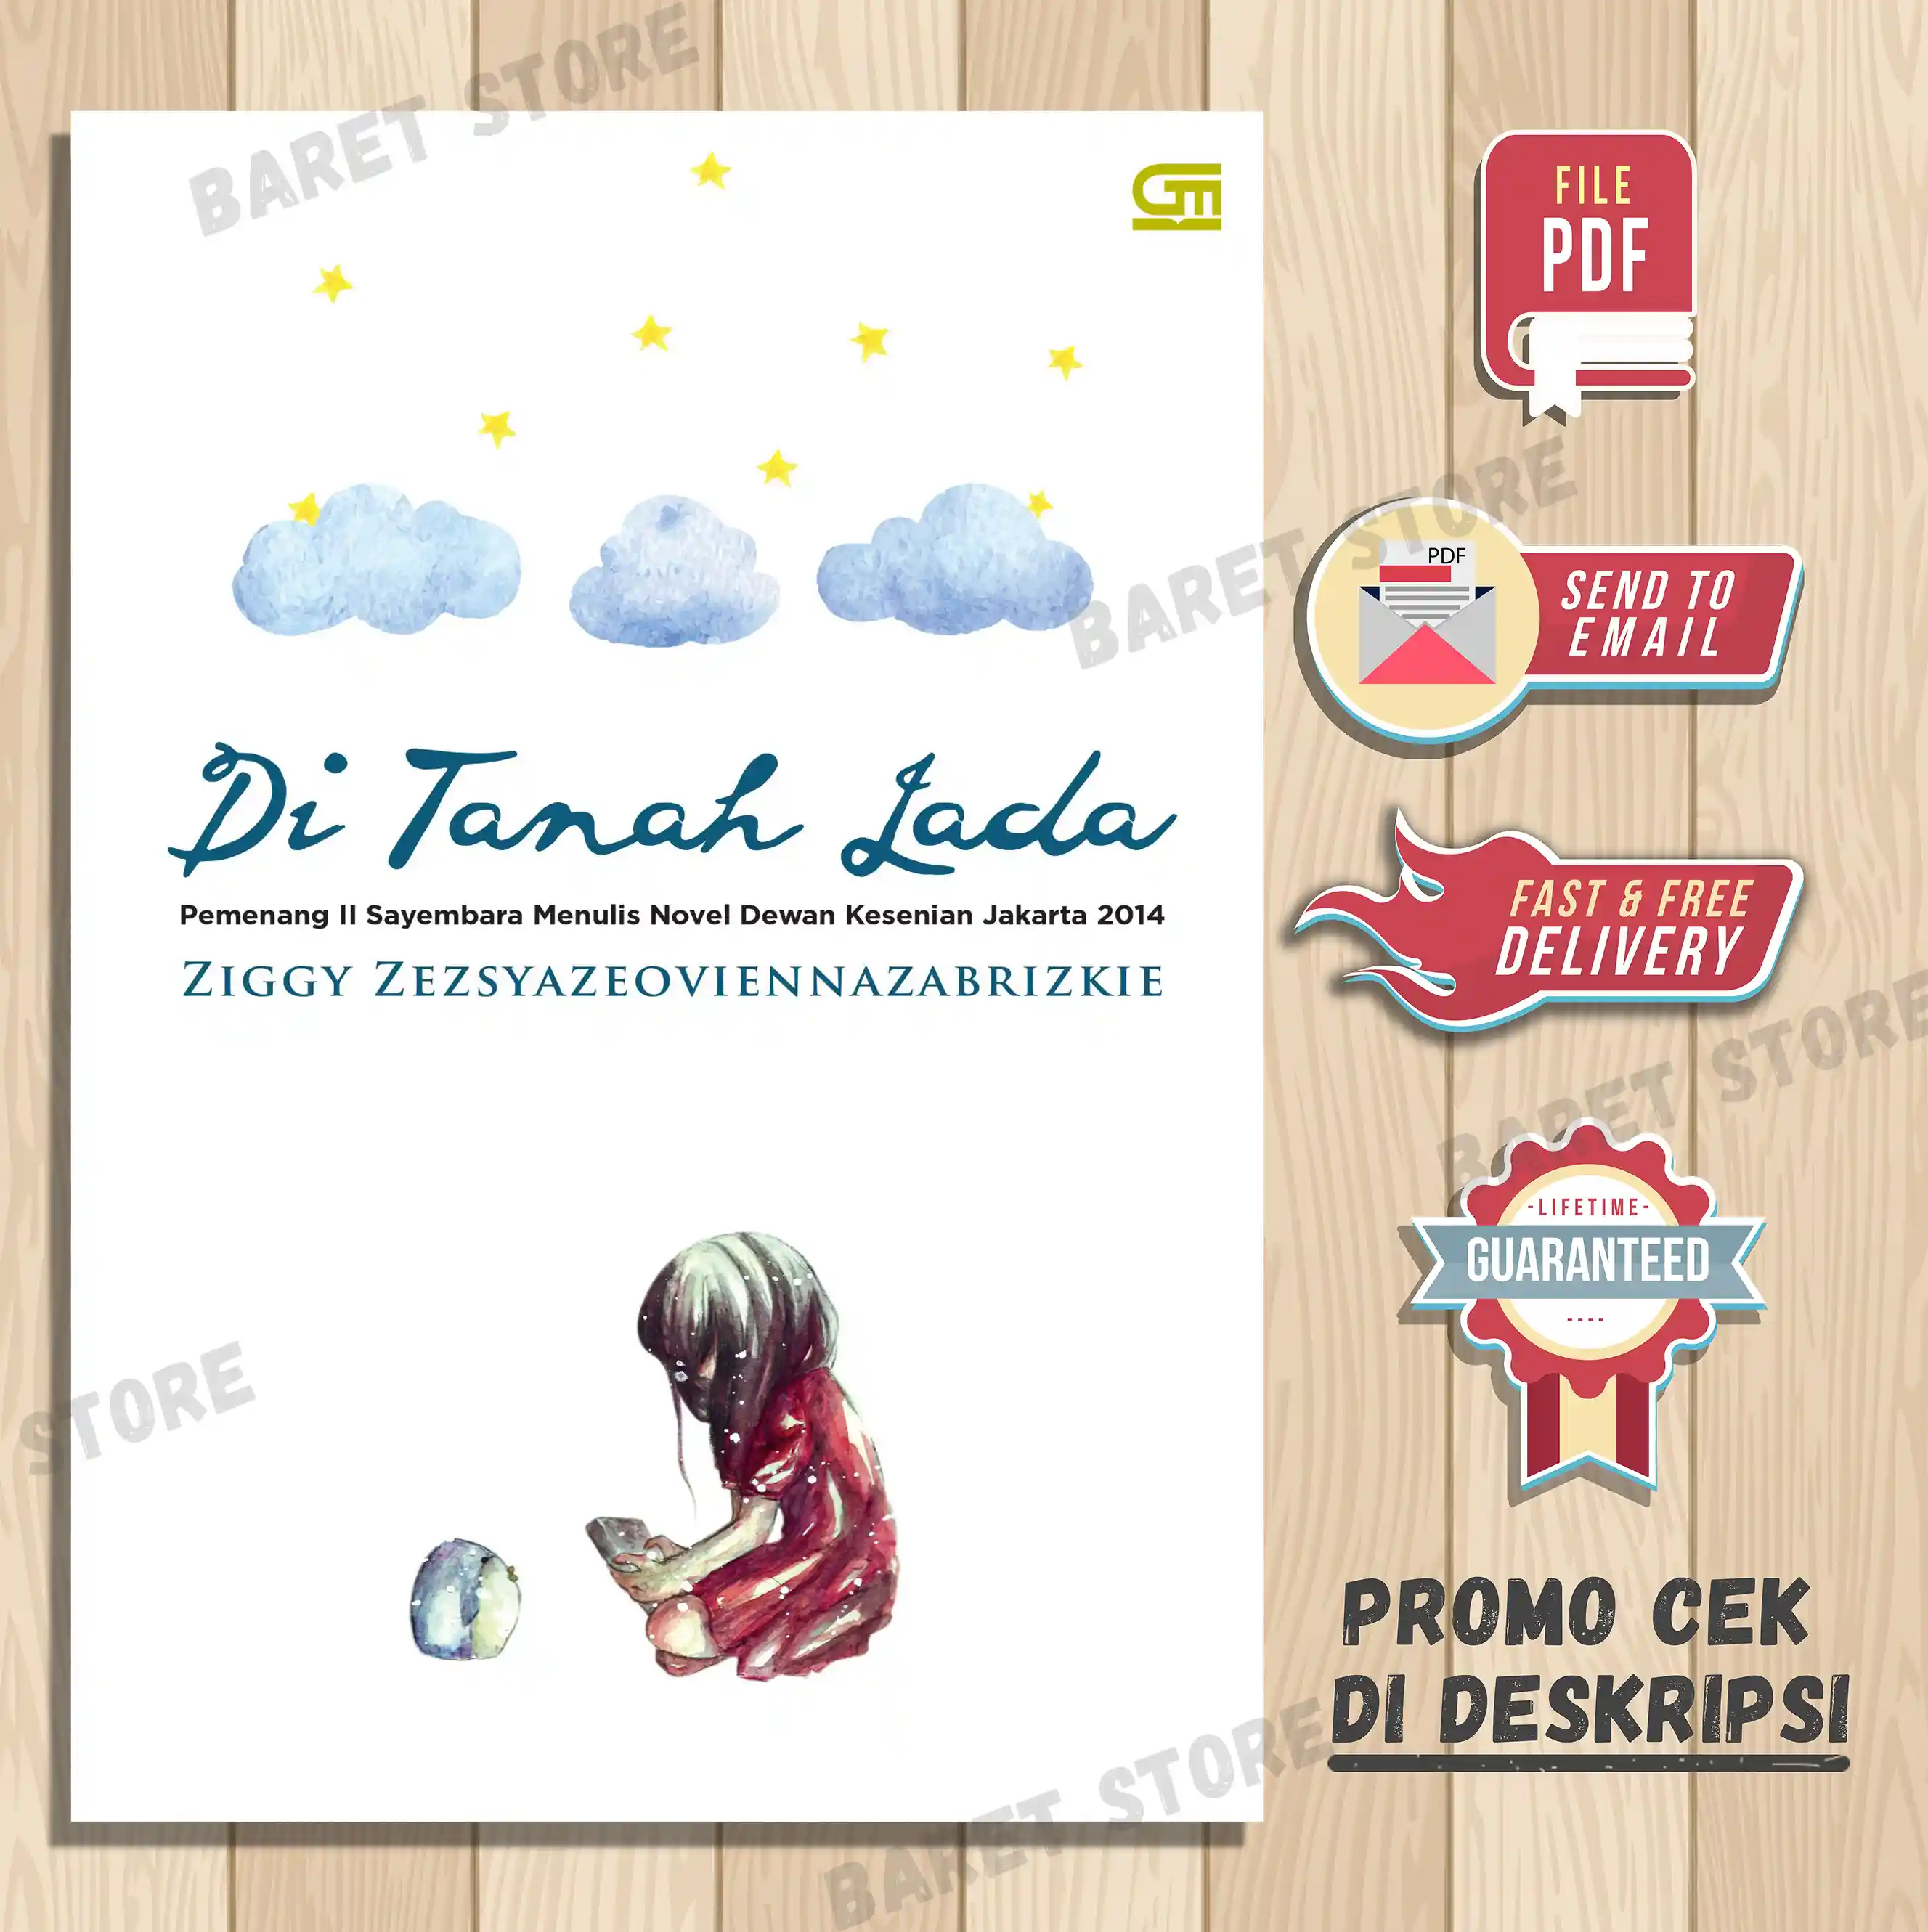 BARET STORE
GM
Di Tanah Lada
Pemenang II Sayembara Menulis Novel Dewan Kesenian Jakarta 2014
ZIGGY ZEZSYAZEOVIENNAZABRIZKIE
FILE
PDF
BARET STORE
PDF
SEND TO
EMAIL
FAST & FREE
DELIVERY
BARET STORE
-LIFETIME-
GUARANTEED
----
STORE
PROMO CEK
DI DESKRIPSI
BARET STORE